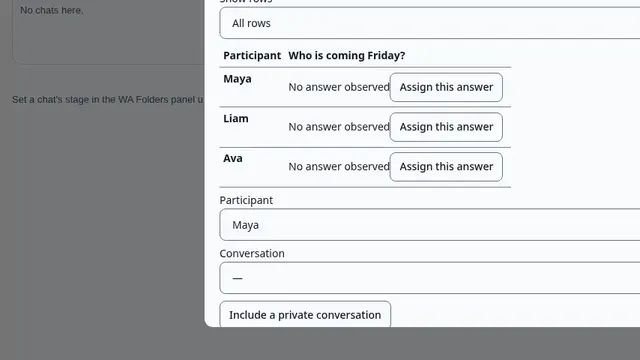 No chats here.
Set a chat's stage in the WA Folders panel u
Show rows
All rows
Participant Who is coming Friday?
Maya No answer observed Assign this answer
Liam No answer observed Assign this answer
Ava No answer observed Assign this answer
Participant
Maya
Conversation
—
Include a private conversation